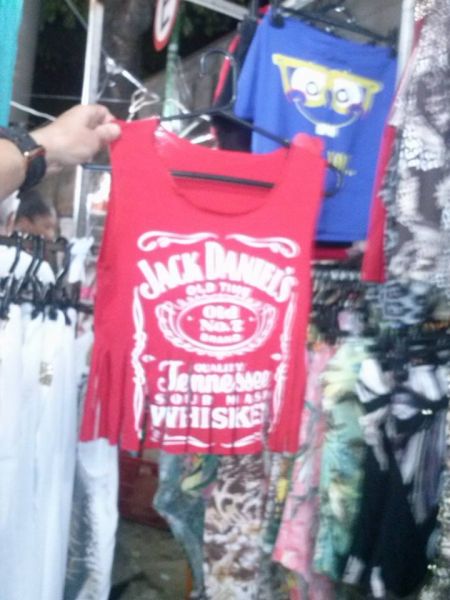 JACK DANIEL'S
OLD TIME
Old
No.7
BRAND
QUALITY
Tennessee
SOUR MASH
WHISKEY